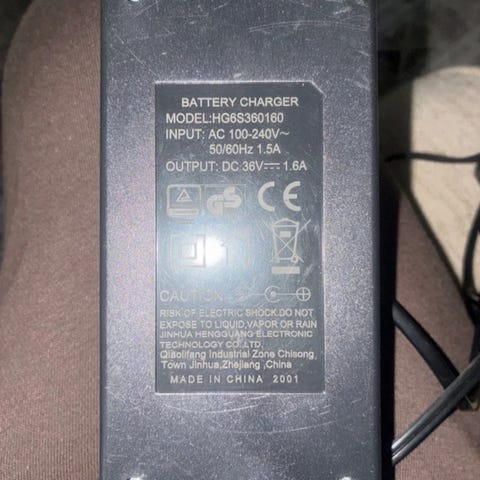 BATTERY CHARGER
MODEL:HG6S360160
INPUT: AC 100-240V~
50/60Hz 1.5A
OUTPUT: DC 36V⎓ 1.6A
GS
CE
CAUTION
RISK OF ELECTRIC SHOCK.DO NOT
EXPOSE TO LIQUID,VAPOR OR RAIN
JINHUA HENGGUANG ELECTRONIC
TECHNOLOGY CO.,LTD.
Qiaolifang Industrial Zone Chisong
Town Jinhua,Zhejiang ,China
MADE IN CHINA 2001